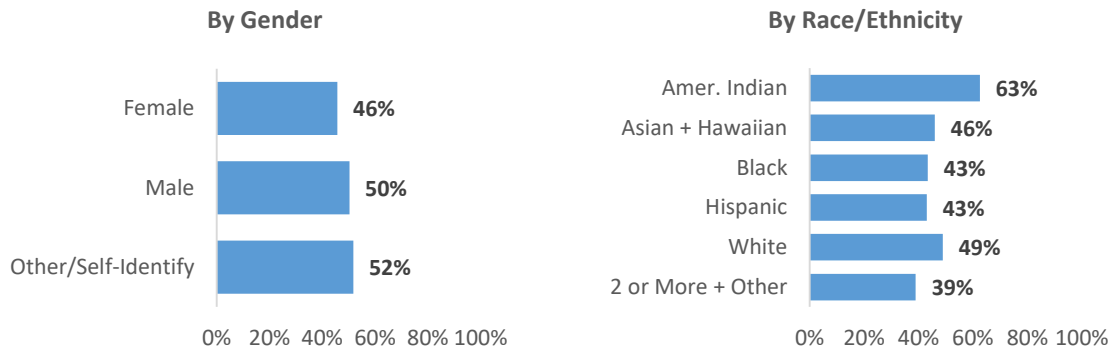 By Gender
Female 46%
Male 50%
Other/Self-Identify 52%
0% 20% 40% 60% 80% 100%
By Race/Ethnicity
Amer. Indian 63%
Asian + Hawaiian 46%
Black 43%
Hispanic 43%
White 49%
2 or More + Other 39%
0% 20% 40% 60% 80% 100%